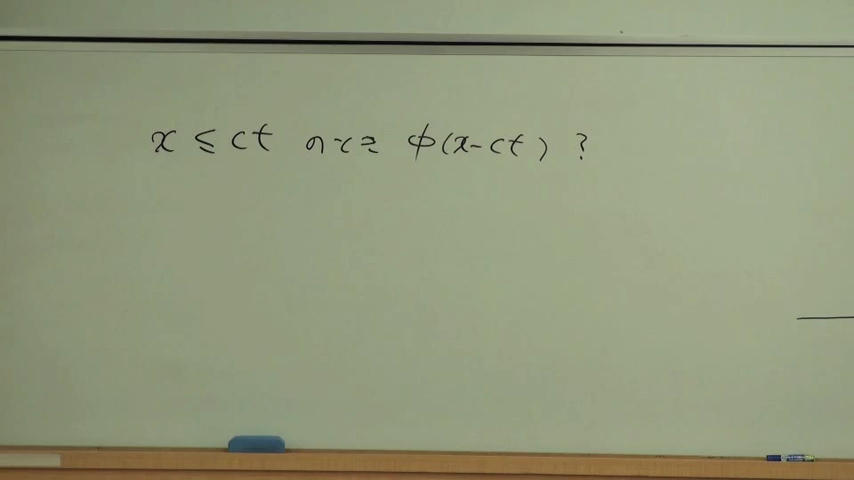 x ≤ ct のとき φ(x-ct) ?